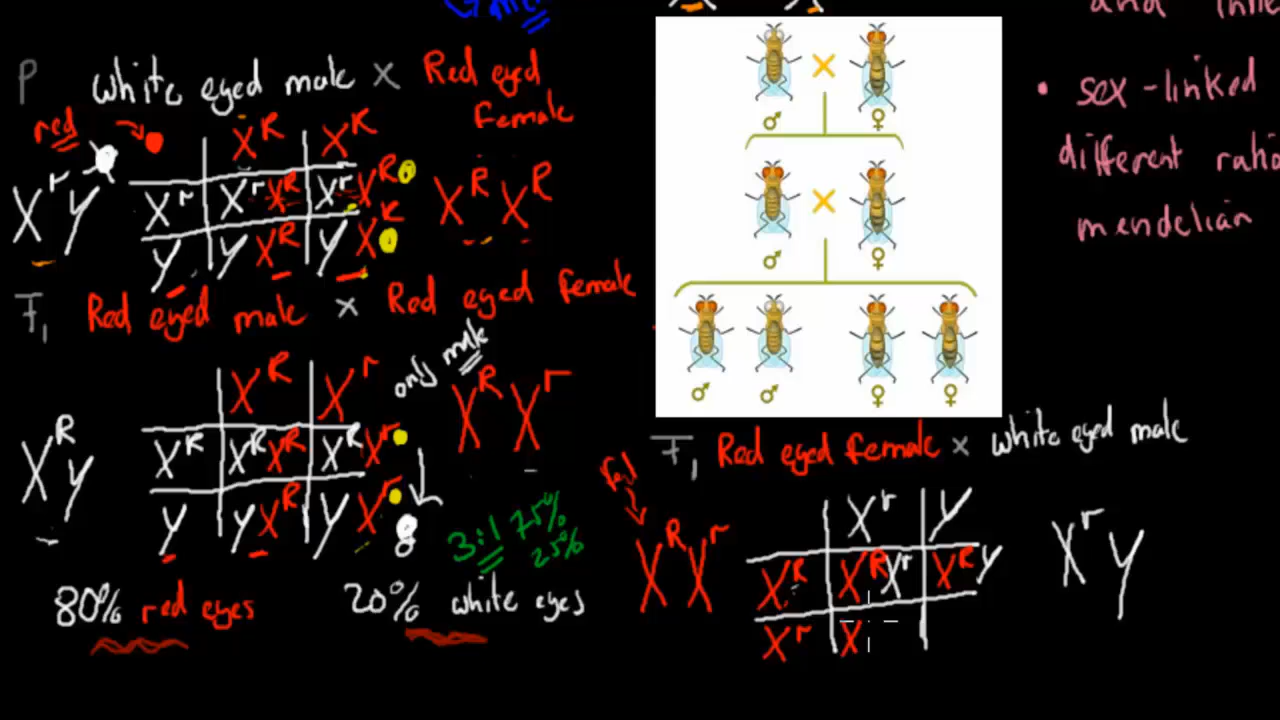 P white eyed male X Red eyed female
red
X^R X^R
X^r Y X^r X^r X^R X^r X^R X^R X^R
Y Y X^R Y X^R
F1 Red eyed male x Red eyed female
only male
X^R X^r X^R X^r
X^R Y X^R X^R X^R X^R X^r
Y Y X^R Y X^r
3:1 75%
25%
80% red eyes 20% white eyes
♂ × ♀
♂ × ♀
♂ ♂ ♀ ♀
F1 Red eyed female x white eyed male
X^r Y
X^R X^r X^R X^R X^r X^R Y X^r Y
X^r X
and
• sex-linked
different ratio
mendelian